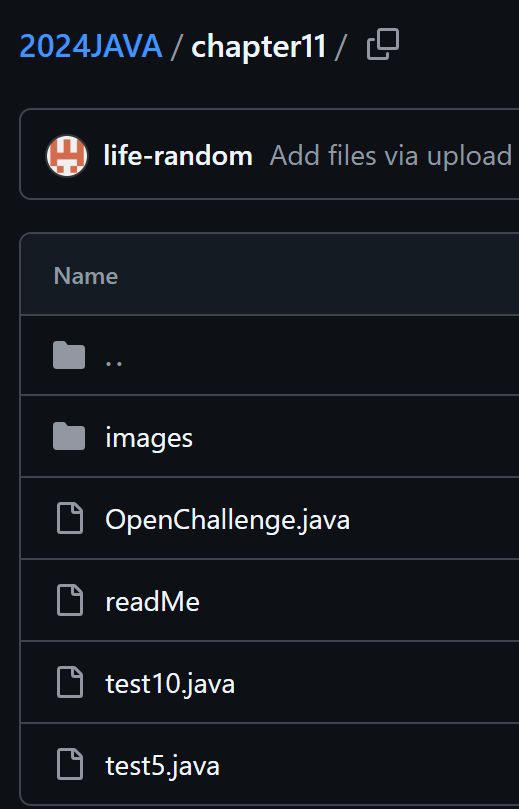 2024JAVA / chapter11 /
life-random Add files via upload
Name
..
images
OpenChallenge.java
readMe
test10.java
test5.java